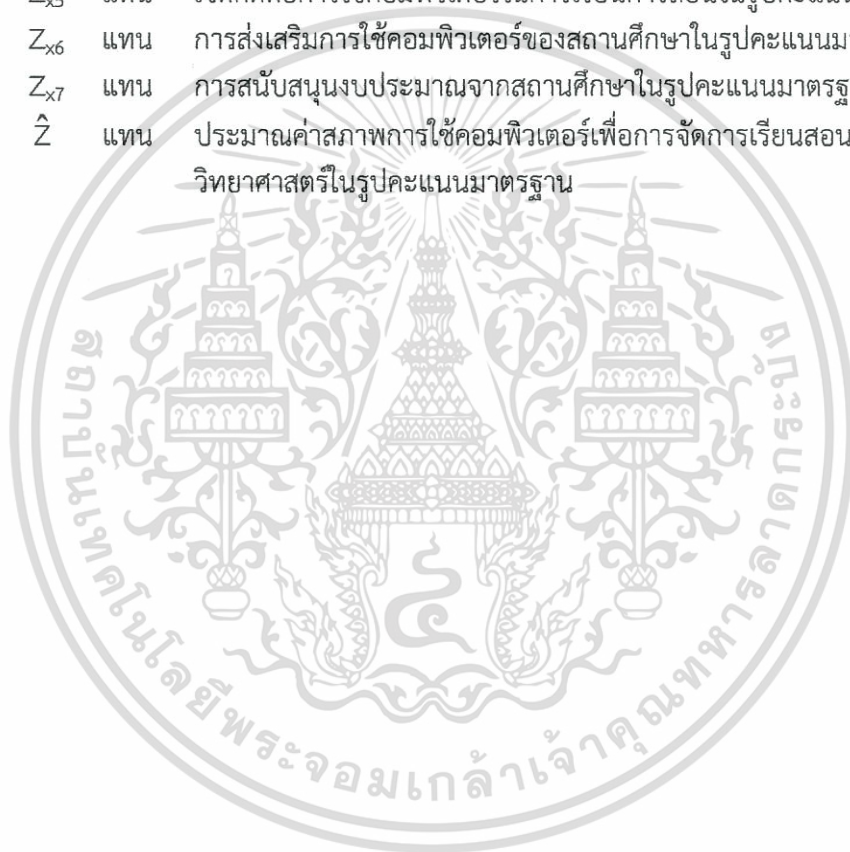 Z_x6 แทน การส่งเสริมการใช้คอมพิวเตอร์ของสถานศึกษาในรูปคะแนนม
Z_x7 แทน การสนับสนุนงบประมาณจากสถานศึกษาในรูปคะแนนมาตรฐ
Ẑ แทน ประมาณค่าสภาพการใช้คอมพิวเตอร์เพื่อการจัดการเรียนสอน
วิทยาศาสตร์ในรูปคะแนนมาตรฐาน
สถาบันเทคโนโลยีพระจอมเกล้าเจ้าคุณทหารลาดกระบัง